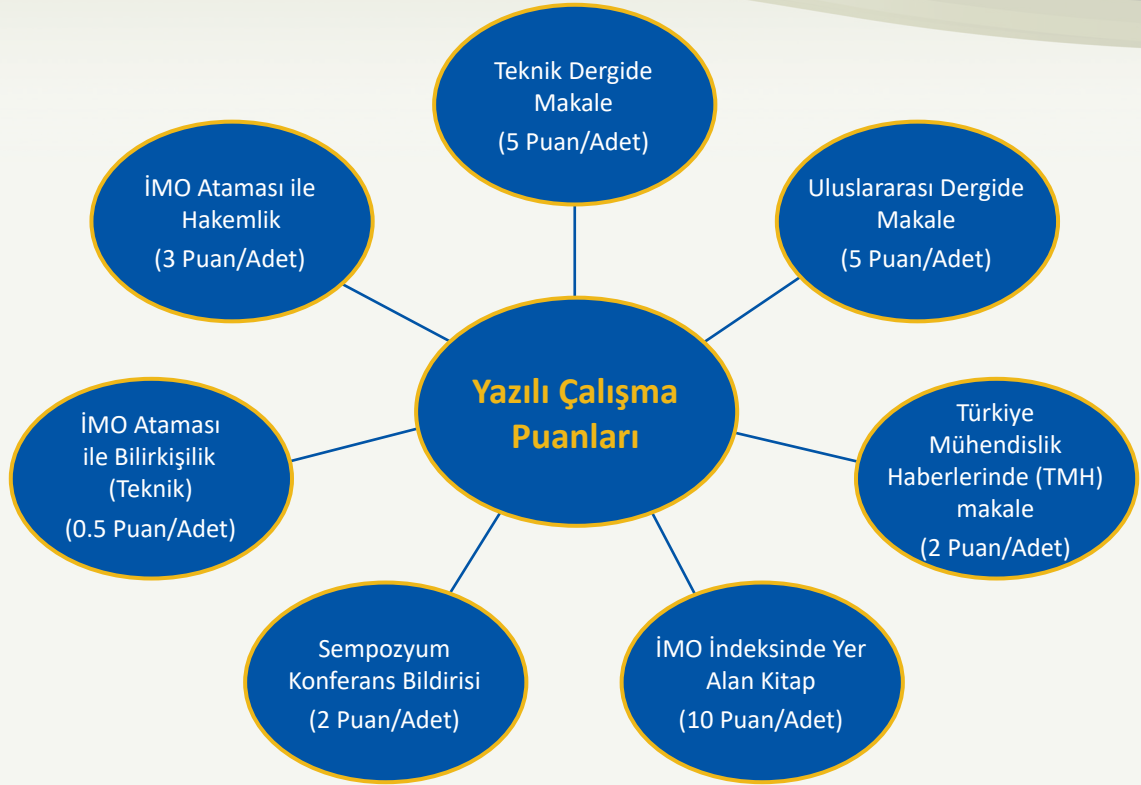 Teknik Dergide
Makale
(5 Puan/Adet)
Uluslararası Dergide
Makale
(5 Puan/Adet)
Türkiye
Mühendislik
Haberlerinde (TMH)
makale
(2 Puan/Adet)
İMO İndeksinde Yer
Alan Kitap
(10 Puan/Adet)
Sempozyum
Konferans Bildirisi
(2 Puan/Adet)
İMO Ataması
ile Bilirkişilik
(Teknik)
(0.5 Puan/Adet)
İMO Ataması ile
Hakemlik
(3 Puan/Adet)
Yazılı Çalışma
Puanları